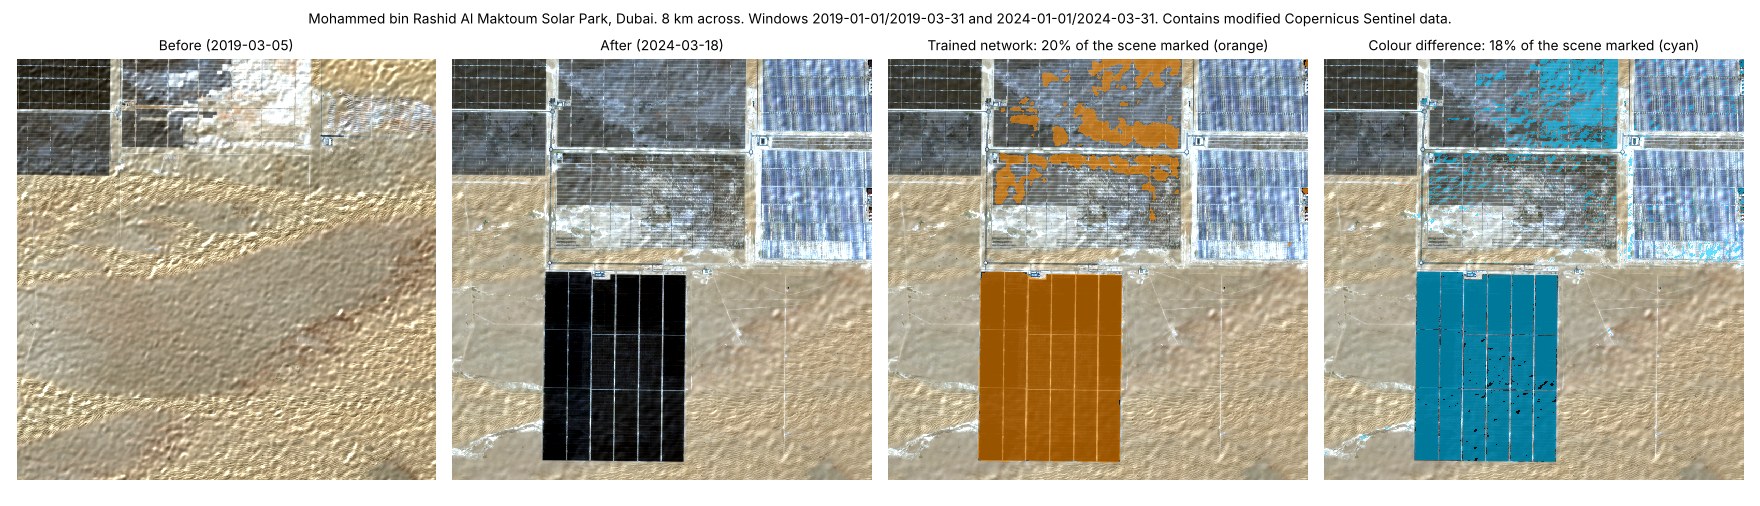 Mohammed bin Rashid Al Maktoum Solar Park, Dubai. 8 km across. Windows 2019-01-01/2019-03-31 and 2024-01-01/2024-03-31. Contains modified Copernicus Sentinel data.
Before (2019-03-05)
After (2024-03-18)
Trained network: 20% of the scene marked (orange)
Colour difference: 18% of the scene marked (cyan)